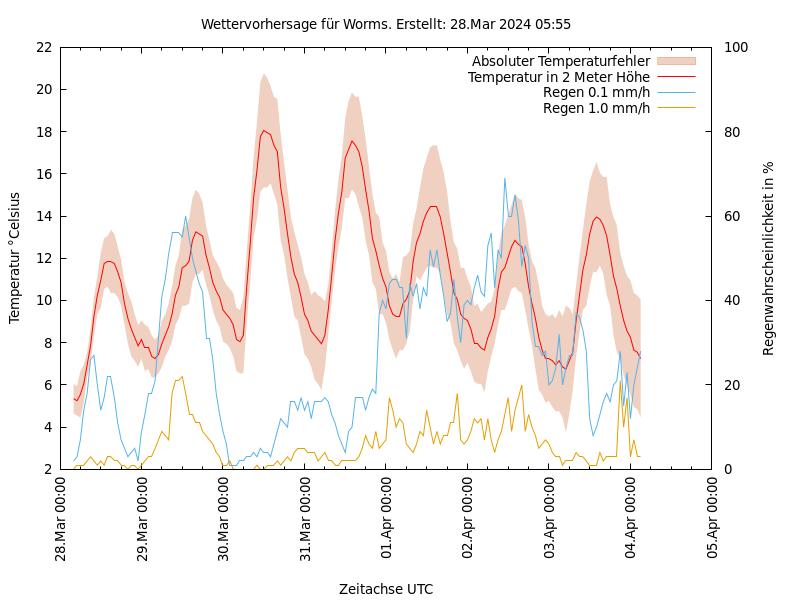 Wettervorhersage für Worms. Erstellt: 28.Mar 2024 05:55
Absoluter Temperaturfehler
Temperatur in 2 Meter Höhe
Regen 0.1 mm/h
Regen 1.0 mm/h
Temperatur °Celsius
22
20
18
16
14
12
10
8
6
4
2
100
80
60
40
20
0
Regenwahrscheinlichkeit in %
28.Mar 00:00
29.Mar 00:00
30.Mar 00:00
31.Mar 00:00
01.Apr 00:00
02.Apr 00:00
03.Apr 00:00
04.Apr 00:00
05.Apr 00:00
Zeitachse UTC